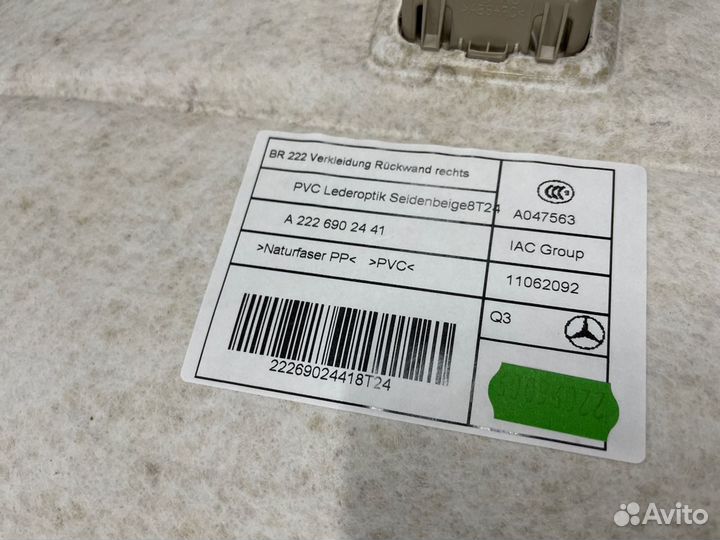 BR 222 Verkleidung Rückwand rechts
PVC Lederoptik Seidenbeige8T24
A 222 690 24 41
>Naturfaser PP< >PVC<
22269024418T24
CCC
A047563
IAC Group
11062092
Q3
Avito